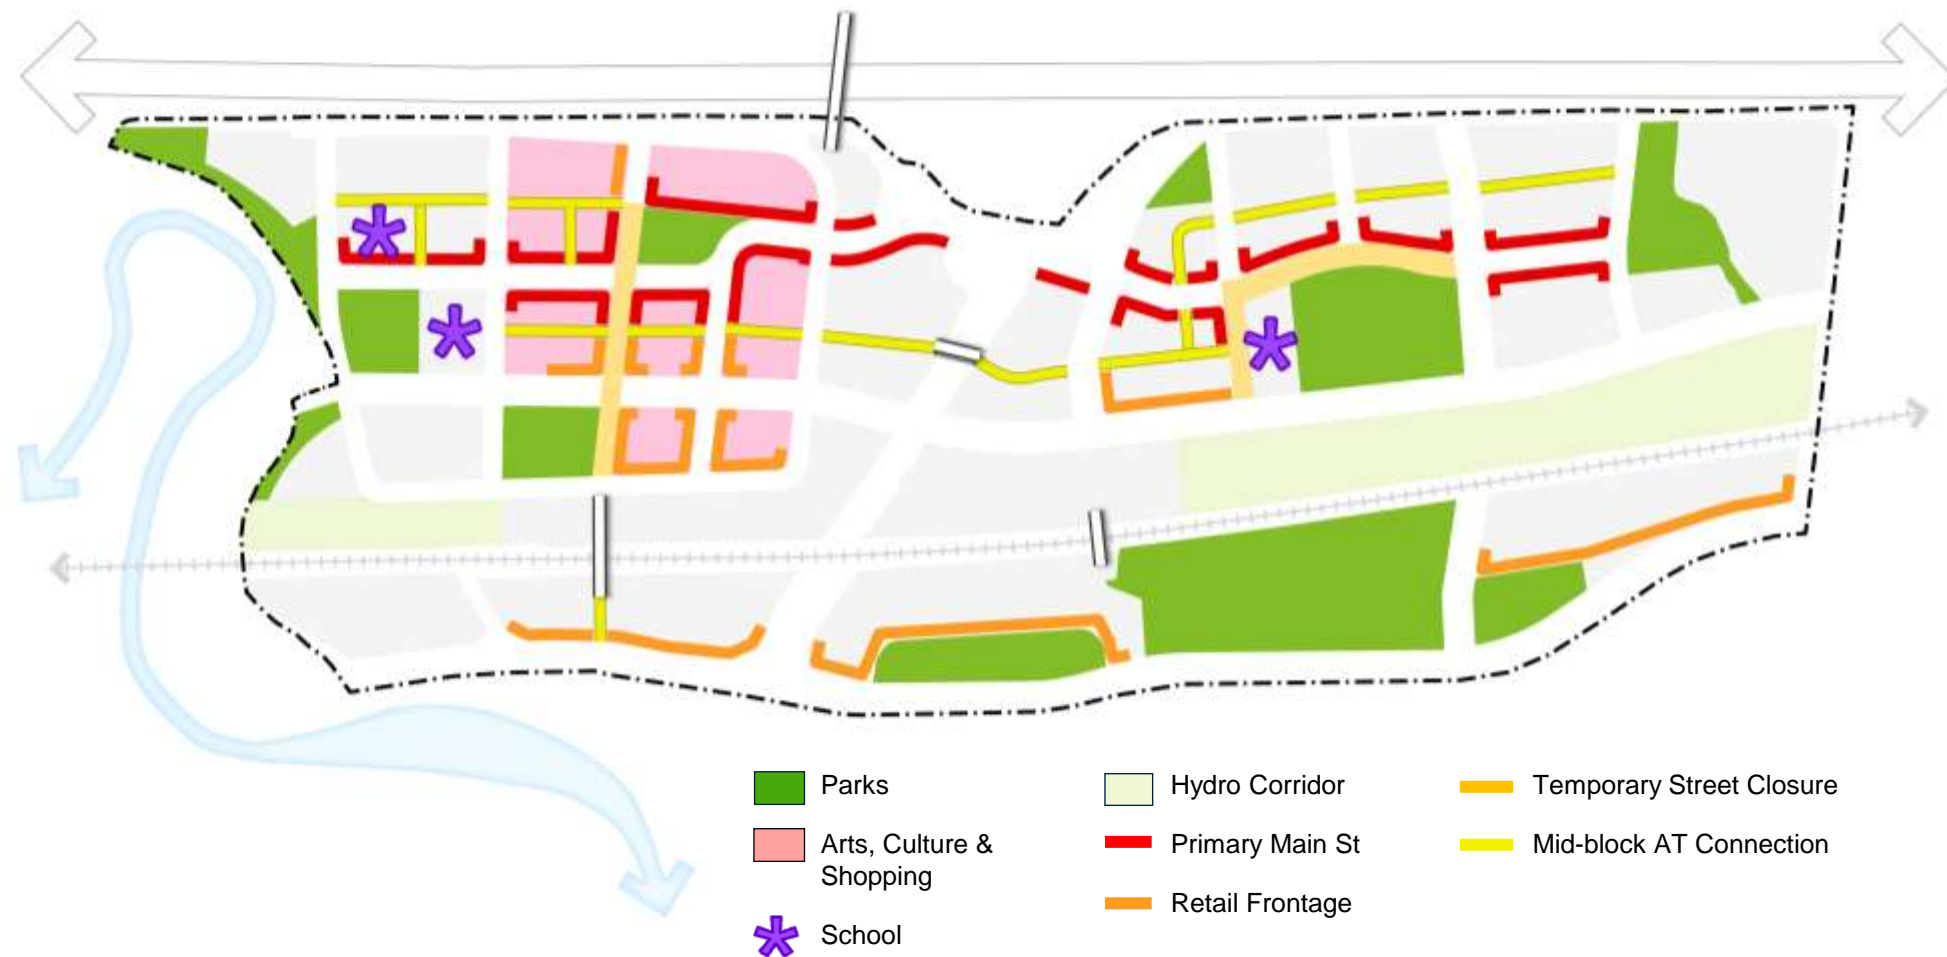 Parks
Arts, Culture &
Shopping
School
Hydro Corridor
Primary Main St
Retail Frontage
Temporary Street Closure
Mid-block AT Connection